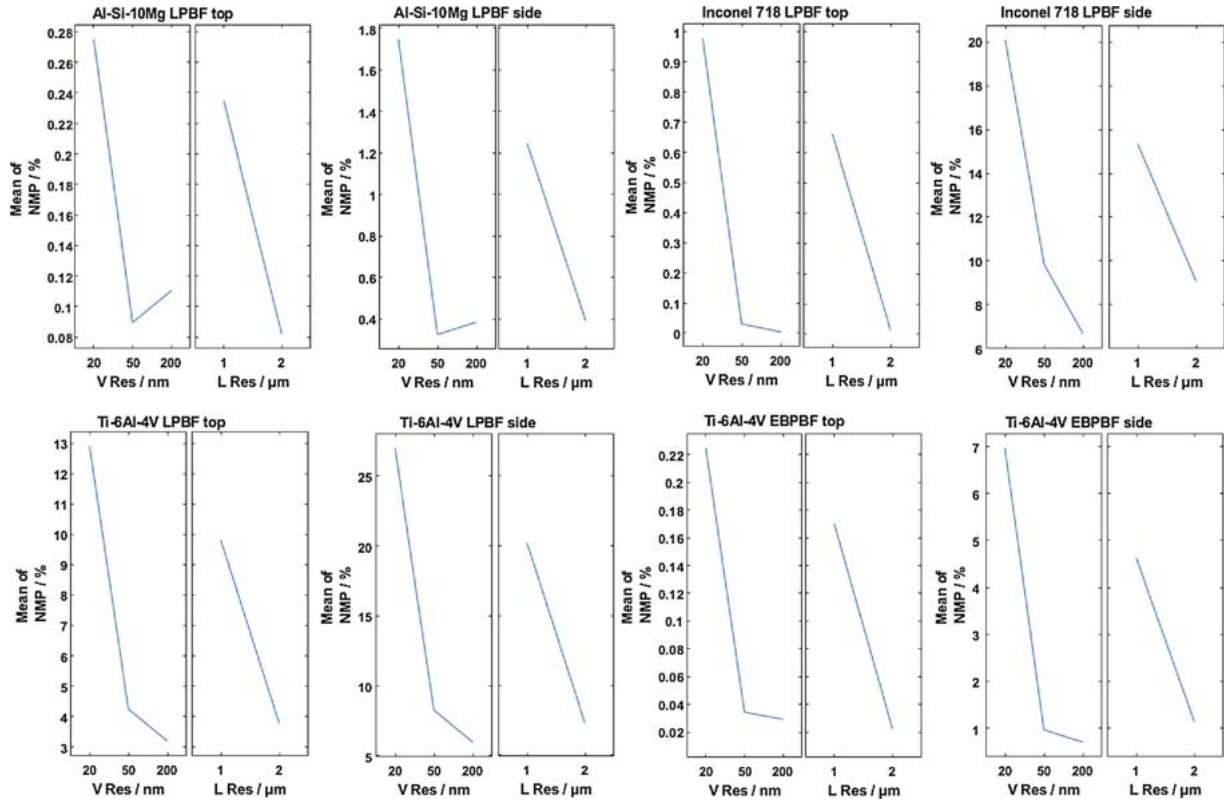 Al-Si-10Mg LPBF top
0.28
0.26
0.24
0.22
0.2
0.18
0.16
0.14
0.12
0.1
0.08
Mean of
NMP / %
20 50 200
1 2
V Res / nm
L Res / µm
Al-Si-10Mg LPBF side
1.8
1.6
1.4
1.2
1
0.8
0.6
0.4
Mean of
NMP / %
20 50 200
1 2
V Res / nm
L Res / µm
Inconel 718 LPBF top
1
0.9
0.8
0.7
0.6
0.5
0.4
0.3
0.2
0.1
0
Mean of
NMP / %
20 50 200
1 2
V Res / nm
L Res / µm
Inconel 718 LPBF side
20
18
16
14
12
10
8
6
Mean of
NMP / %
20 50 200
1 2
V Res / nm
L Res / µm
Ti-6Al-4V LPBF top
13
12
11
10
9
8
7
6
5
4
3
Mean of
NMP / %
20 50 200
1 2
V Res / nm
L Res / µm
Ti-6Al-4V LPBF side
25
20
15
10
5
Mean of
NMP / %
20 50 200
1 2
V Res / nm
L Res / µm
Ti-6Al-4V EBPBF top
0.22
0.2
0.18
0.16
0.14
0.12
0.1
0.08
0.06
0.04
0.02
Mean of
NMP / %
20 50 200
1 2
V Res / nm
L Res / µm
Ti-6Al-4V EBPBF side
7
6
5
4
3
2
1
Mean of
NMP / %
20 50 200
1 2
V Res / nm
L Res / µm